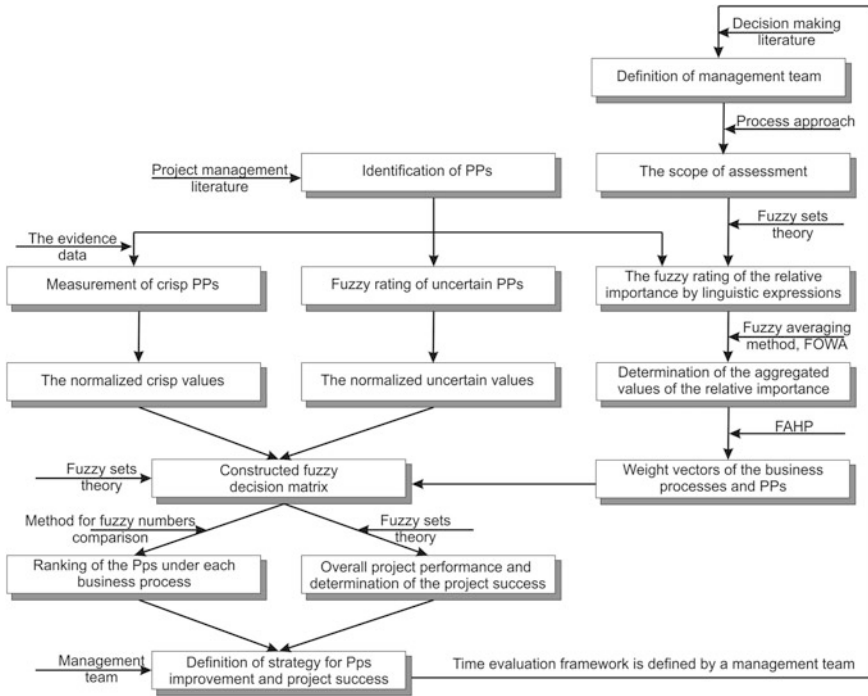 Decision making
literature
Definition of management team
Process approach
Project management
literature
Identification of PPs
The scope of assessment
Fuzzy sets
theory
The evidence
data
Measurement of crisp PPs
Fuzzy rating of uncertain PPs
The fuzzy rating of the relative
importance by linguistic expressions
Fuzzy averaging
method, FOWA
The normalized crisp values
The normalized uncertain values
Determination of the aggregated
values of the relative importance
FAHP
Fuzzy sets
theory
Constructed fuzzy
decision matrix
Weight vectors of the business
processes and PPs
Method for fuzzy numbers
comparison
Fuzzy sets
theory
Ranking of the Pps under each
business process
Overall project performance and
determination of the project success
Management
team
Definition of strategy for Pps
improvement and project success
Time evaluation framework is defined by a management team